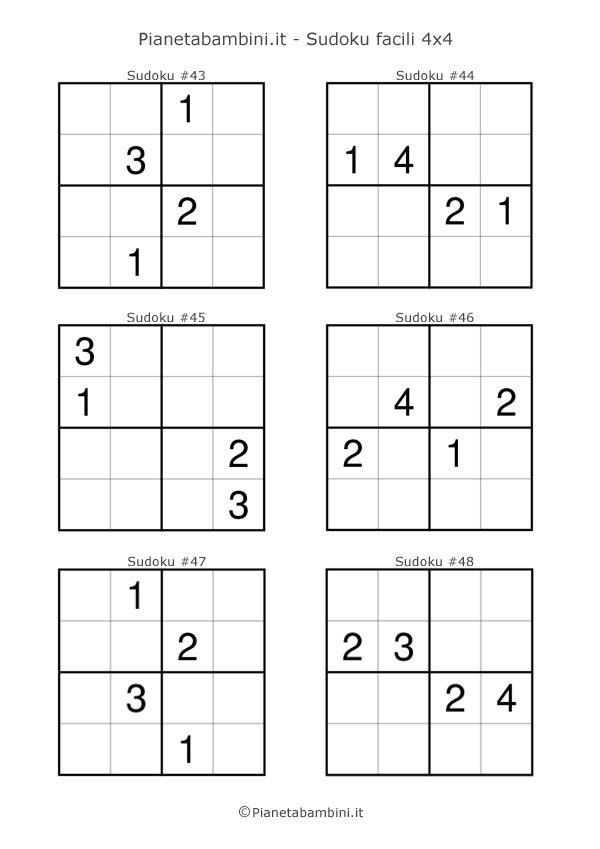 Pianetabambini.it - Sudoku facili 4x4
Sudoku #43
1
3
2
1
Sudoku #44
1 4
2 1
Sudoku #45
3
1
2
3
Sudoku #46
4 2
2 1
Sudoku #47
1
2
3
1
Sudoku #48
2 3
2 4
©Pianetabambini.it